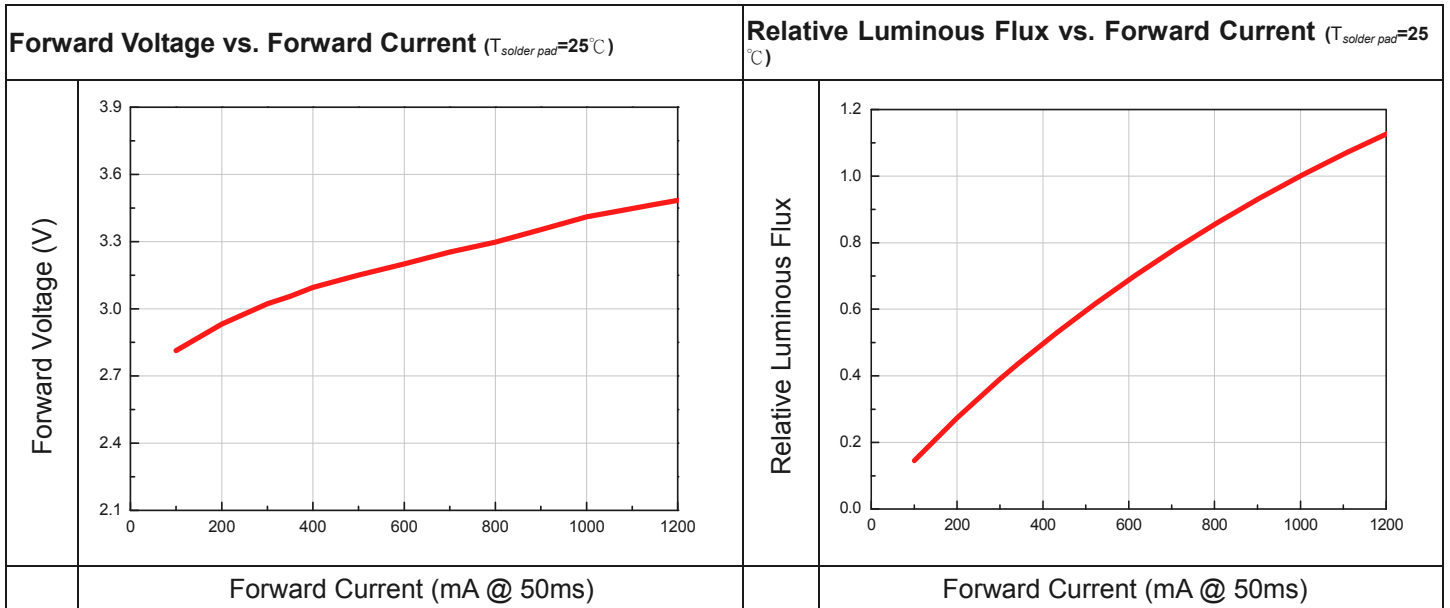 Forward Voltage vs. Forward Current (Tsolder pad=25℃)
Relative Luminous Flux vs. Forward Current (Tsolder pad=25
℃)
Forward Voltage (V)
3.9
3.6
3.3
3.0
2.7
2.4
2.1
0 200 400 600 800 1000 1200
Forward Current (mA @ 50ms)
Relative Luminous Flux
1.2
1.0
0.8
0.6
0.4
0.2
0.0
0 200 400 600 800 1000 1200
Forward Current (mA @ 50ms)